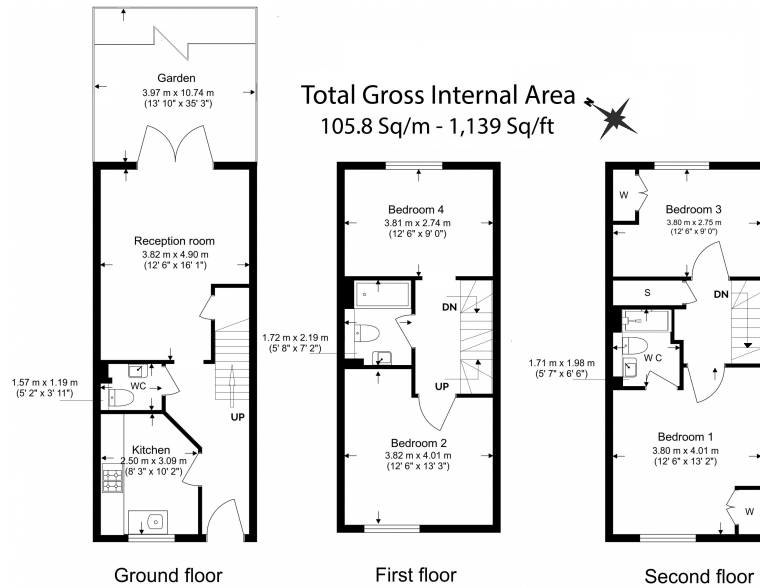 Garden
3.97 m x 10.74 m
(13' 10" x 35' 3")
Total Gross Internal Area
105.8 Sq/m - 1,139 Sq/ft
N
Reception room
3.82 m x 4.90 m
(12' 6" x 16' 1")
1.57 m x 1.19 m
(5' 2" x 3' 11")
WC
UP
Kitchen
2.50 m x 3.09 m
(8' 3" x 10' 2")
Ground floor
Bedroom 4
3.81 m x 2.74 m
(12' 6" x 9' 0")
DN
1.72 m x 2.19 m
(5' 8" x 7' 2")
UP
Bedroom 2
3.82 m x 4.01 m
(12' 6" x 13' 3")
First floor
W
Bedroom 3
3.80 m x 2.75 m
(12' 6" x 9' 0")
S
DN
W C
1.71 m x 1.98 m
(5' 7" x 6' 6")
Bedroom 1
3.80 m x 4.01 m
(12' 6" x 13' 2")
W
Second floor